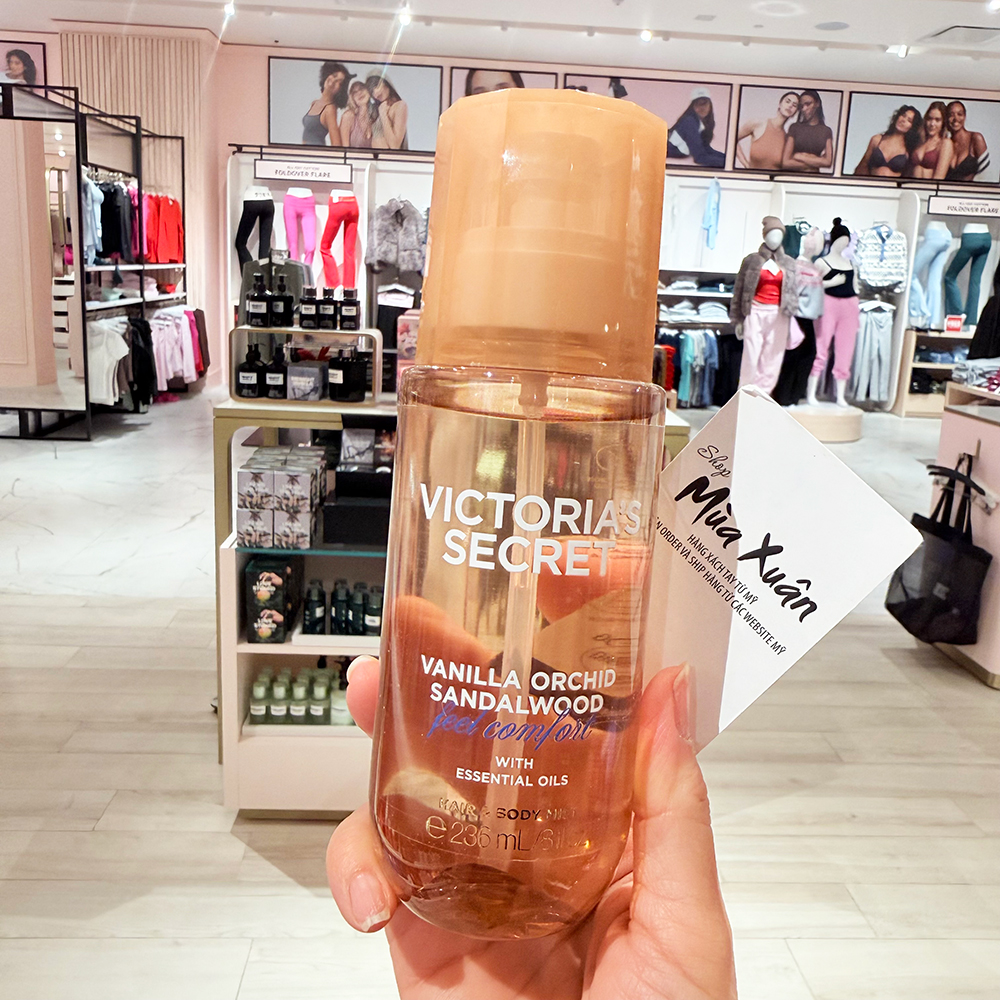 FOLDOVER FLARE
FOLDOVER FLARE
VICTORIA'S
SECRET
VANILLA ORCHID
SANDALWOOD
feel comfort
WITH
ESSENTIAL OILS
HAIR & BODY MIST
e 236 mL/8
Shop
Mùa Xuân
HÀNG XÁCH TAY TỪ MỸ
ORDER VÀ SHIP HÀNG TỪ CÁC WEBSITE MỸ